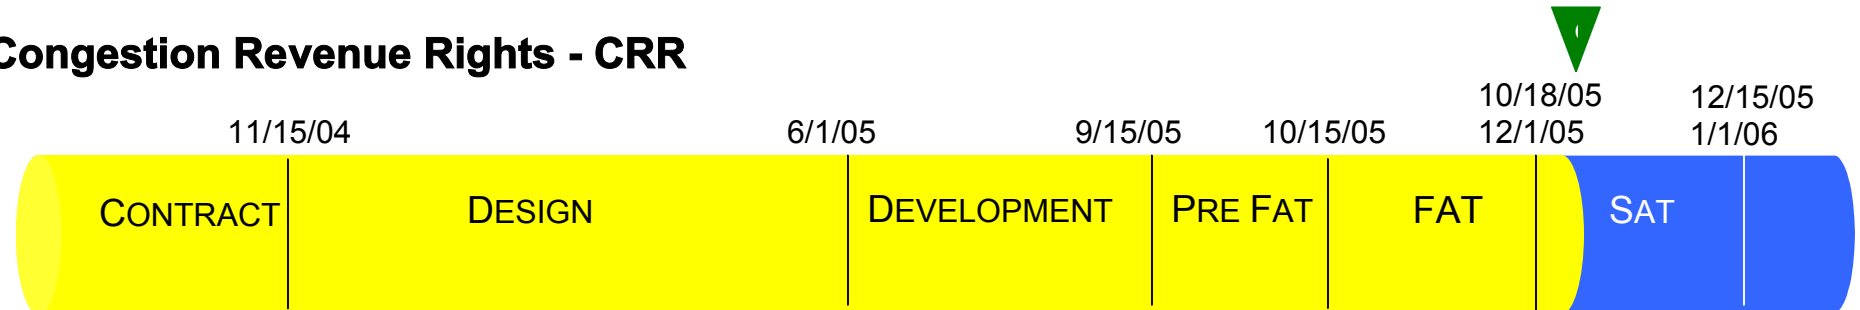 Congestion Revenue Rights - CRR
10/18/05 12/15/05
11/15/04 6/1/05 9/15/05 10/15/05 12/1/05 1/1/06
CONTRACT DESIGN DEVELOPMENT PRE FAT FAT SAT